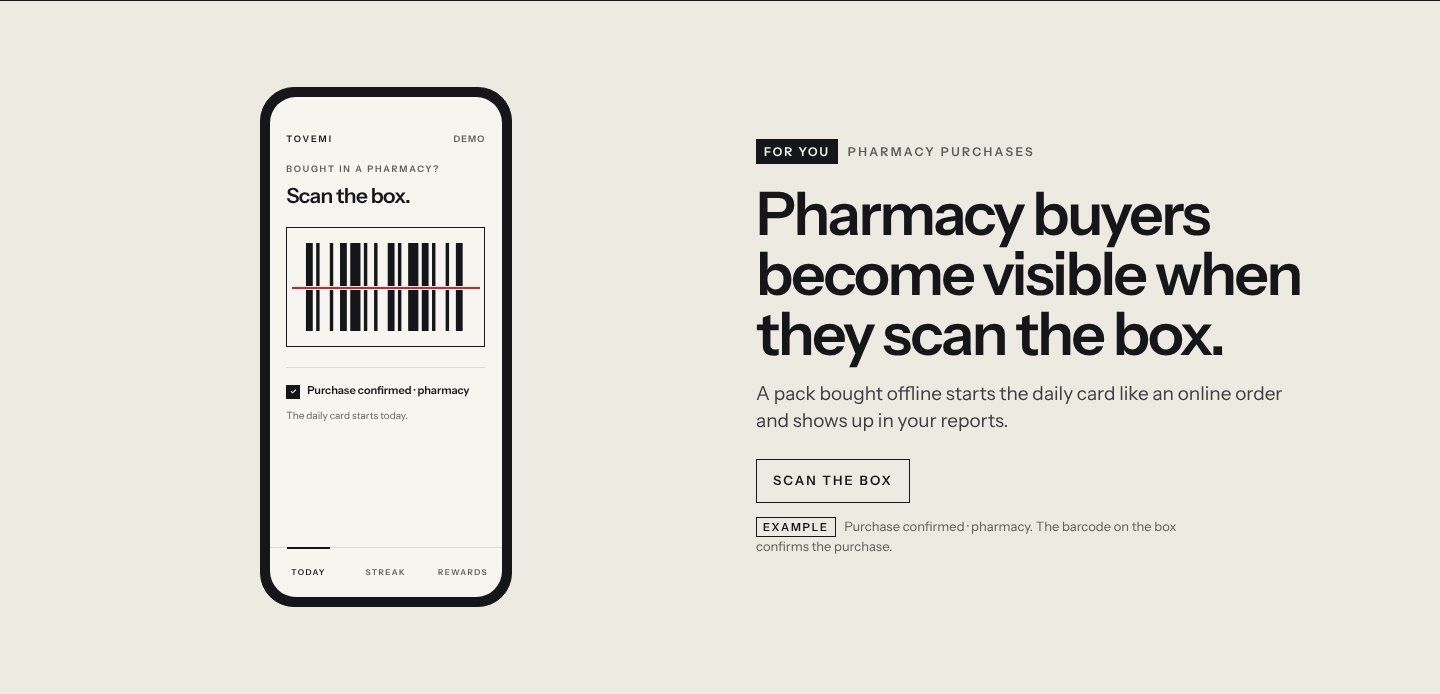 TOVEMI DEMO
BOUGHT IN A PHARMACY?
Scan the box.
Purchase confirmed · pharmacy
The daily card starts today.
TODAY STREAK REWARDS
FOR YOU PHARMACY PURCHASES
Pharmacy buyers
become visible when
they scan the box.
A pack bought offline starts the daily card like an online order
and shows up in your reports.
SCAN THE BOX
EXAMPLE Purchase confirmed · pharmacy. The barcode on the box
confirms the purchase.